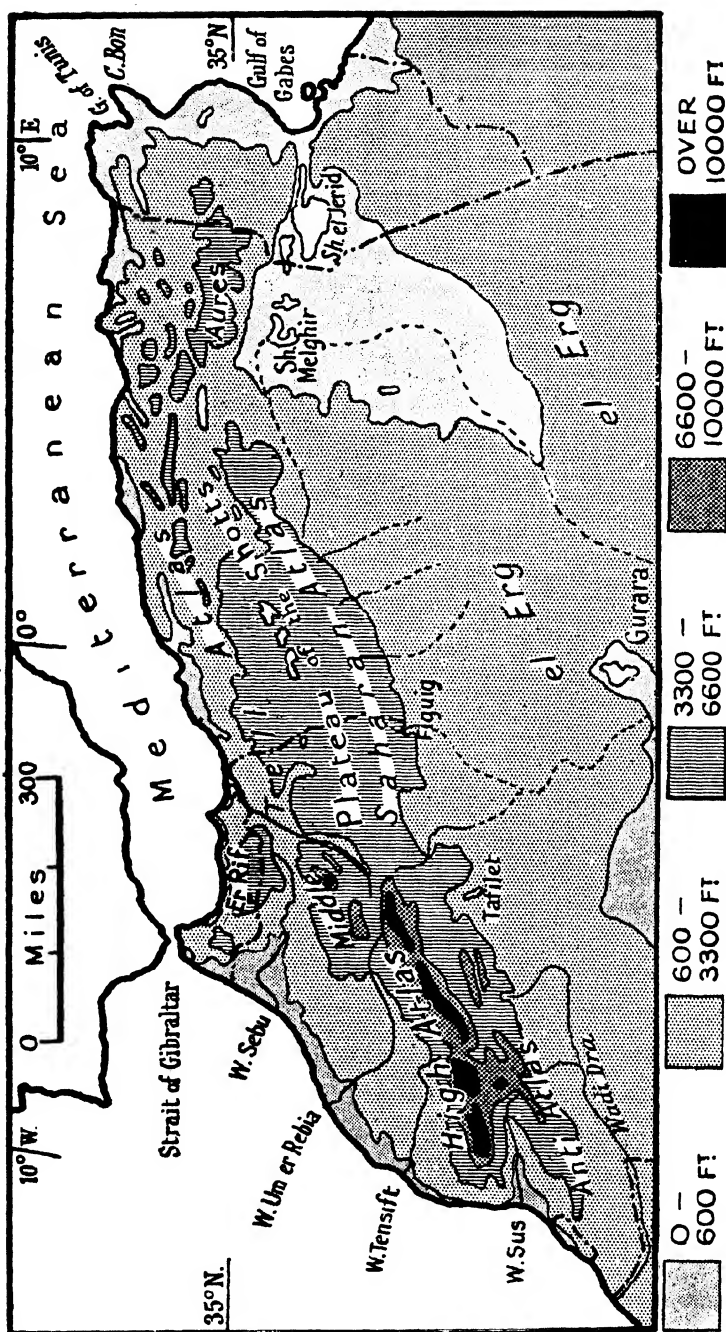 10°W.
0 Miles 300
0°
10°E
G. of Tunis
C. Bon
35°N.
35°N
Strait of Gibraltar
Mediterranean Sea
Gulf of
Gabes
W. Sebu
W. Um er Rebia
W. Tensift
W. Sus
Er Rif
Tell Atlas
Middle
Atlas
High Atlas
Anti Atlas
Wadi Dra
Plateau of the Shotts
Saharan Atlas
Aures
Sh.
Melghir
Sh. el Jerid
Figuig
Tafilet
el Erg
el Erg
Gurara
0 –
600 FT
600 –
3300 FT
3300 –
6600 FT
6600 –
10000 FT
OVER
10000 FT